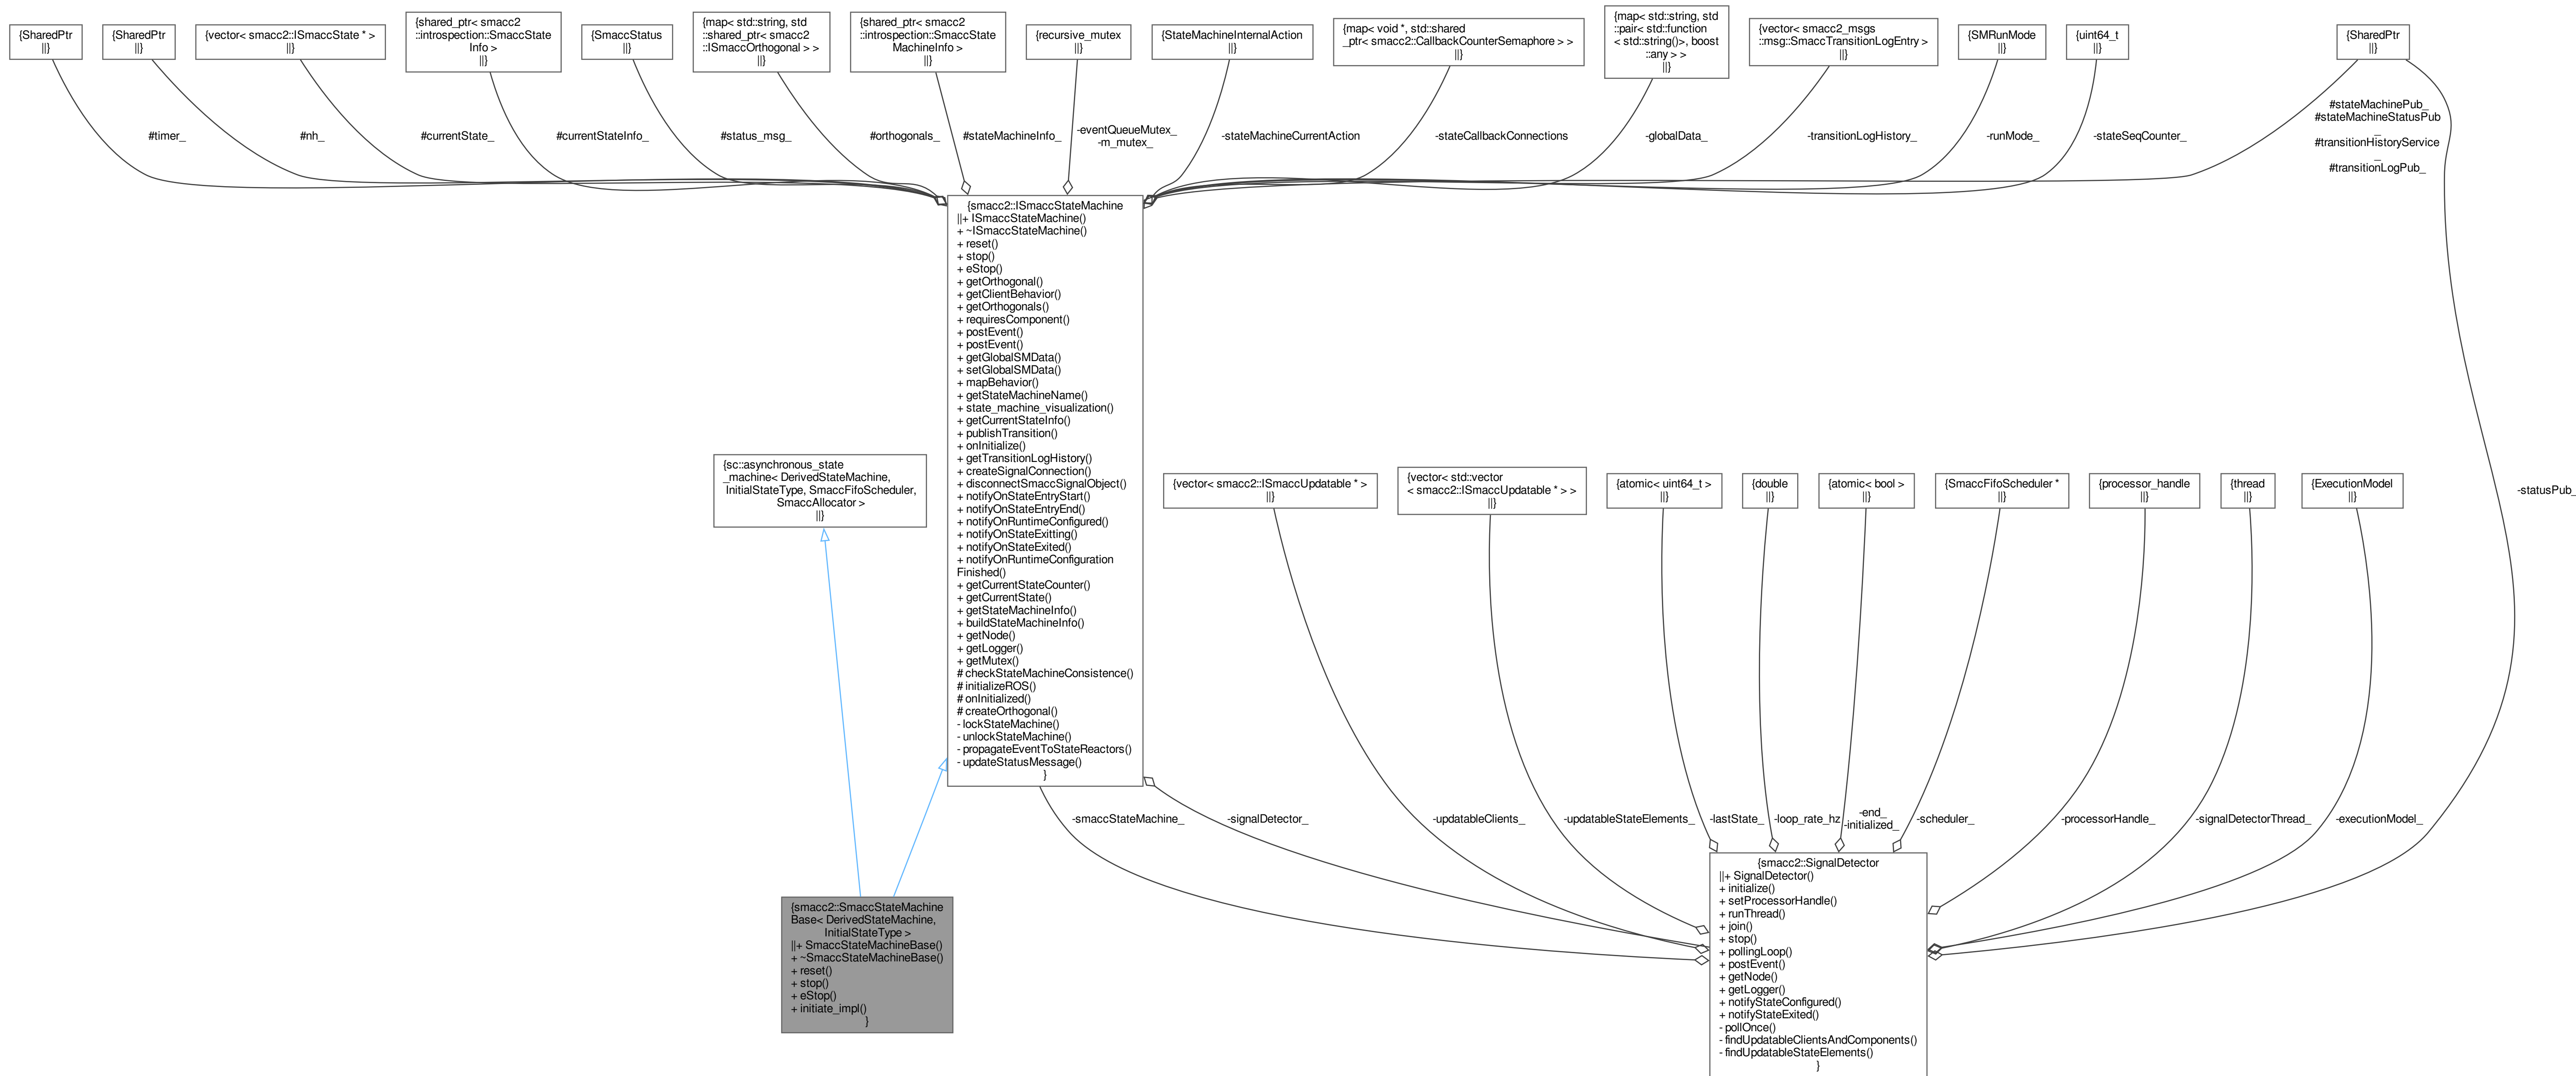 {SharedPtr
||}
{SharedPtr
||}
{vector< smacc2::ISmaccState * >
||}
{shared_ptr< smacc2
::introspection::SmaccState
Info >
||}
{SmaccStatus
||}
{map< std::string, std
::shared_ptr< smacc2
::ISmaccOrthogonal > >
||}
{shared_ptr< smacc2
::introspection::SmaccState
MachineInfo >
||}
{recursive_mutex
||}
{StateMachineInternalAction
||}
{map< void *, std::shared
_ptr< smacc2::CallbackCounterSemaphore > >
||}
{map< std::string, std
::pair< std::function
< std::string()>, boost
::any > >
||}
{vector< smacc2_msgs
::msg::SmaccTransitionLogEntry >
||}
{SMRunMode
||}
{uint64_t
||}
{SharedPtr
||}
#timer_
#nh_
#currentState_
#currentStateInfo_
#status_msg_
#orthogonals_
#stateMachineInfo_
-eventQueueMutex_
-m_mutex_
-stateMachineCurrentAction
-stateCallbackConnections
-globalData_
-transitionLogHistory_
-runMode_
-stateSeqCounter_
#stateMachinePub_
#stateMachineStatusPub
_
#transitionHistoryService
_
#transitionLogPub_
{smacc2::ISmaccStateMachine
||+ ISmaccStateMachine()
+ ~ISmaccStateMachine()
+ reset()
+ stop()
+ eStop()
+ getOrthogonal()
+ getClientBehavior()
+ getOrthogonals()
+ requiresComponent()
+ postEvent()
+ postEvent()
+ getGlobalSMData()
+ setGlobalSMData()
+ mapBehavior()
+ getStateMachineName()
+ state_machine_visualization()
+ getCurrentStateInfo()
+ publishTransition()
+ onInitialize()
+ getTransitionLogHistory()
+ createSignalConnection()
+ disconnectSmaccSignalObject()
+ notifyOnStateEntryStart()
+ notifyOnStateEntryEnd()
+ notifyOnRuntimeConfigured()
+ notifyOnStateExitting()
+ notifyOnStateExited()
+ notifyOnRuntimeConfiguration
Finished()
+ getCurrentStateCounter()
+ getCurrentState()
+ getStateMachineInfo()
+ buildStateMachineInfo()
+ getNode()
+ getLogger()
+ getMutex()
# checkStateMachineConsistence()
# initializeROS()
# onInitialized()
# createOrthogonal()
- lockStateMachine()
- unlockStateMachine()
- propagateEventToStateReactors()
- updateStatusMessage()
}
{sc::asynchronous_state
_machine< DerivedStateMachine,
InitialStateType, SmaccFifoScheduler,
SmaccAllocator >
||}
{vector< smacc2::ISmaccUpdatable * >
||}
{vector< std::vector
< smacc2::ISmaccUpdatable * > >
||}
{atomic< uint64_t >
||}
{double
||}
{atomic< bool >
||}
{SmaccFifoScheduler *
||}
{processor_handle
||}
{thread
||}
{ExecutionModel
||}
-statusPub_
-smaccStateMachine_
-signalDetector_
-updatableClients_
-updatableStateElements_
-lastState_
-loop_rate_hz
-end_
-initialized_
-scheduler_
-processorHandle_
-signalDetectorThread_
-executionModel_
{smacc2::SmaccStateMachine
Base< DerivedStateMachine,
InitialStateType >
||+ SmaccStateMachineBase()
+ ~SmaccStateMachineBase()
+ reset()
+ stop()
+ eStop()
+ initiate_impl()
}
{smacc2::SignalDetector
||+ SignalDetector()
+ initialize()
+ setProcessorHandle()
+ runThread()
+ join()
+ stop()
+ pollingLoop()
+ postEvent()
+ getNode()
+ getLogger()
+ notifyStateConfigured()
+ notifyStateExited()
- pollOnce()
- findUpdatableClientsAndComponents()
- findUpdatableStateElements()
}